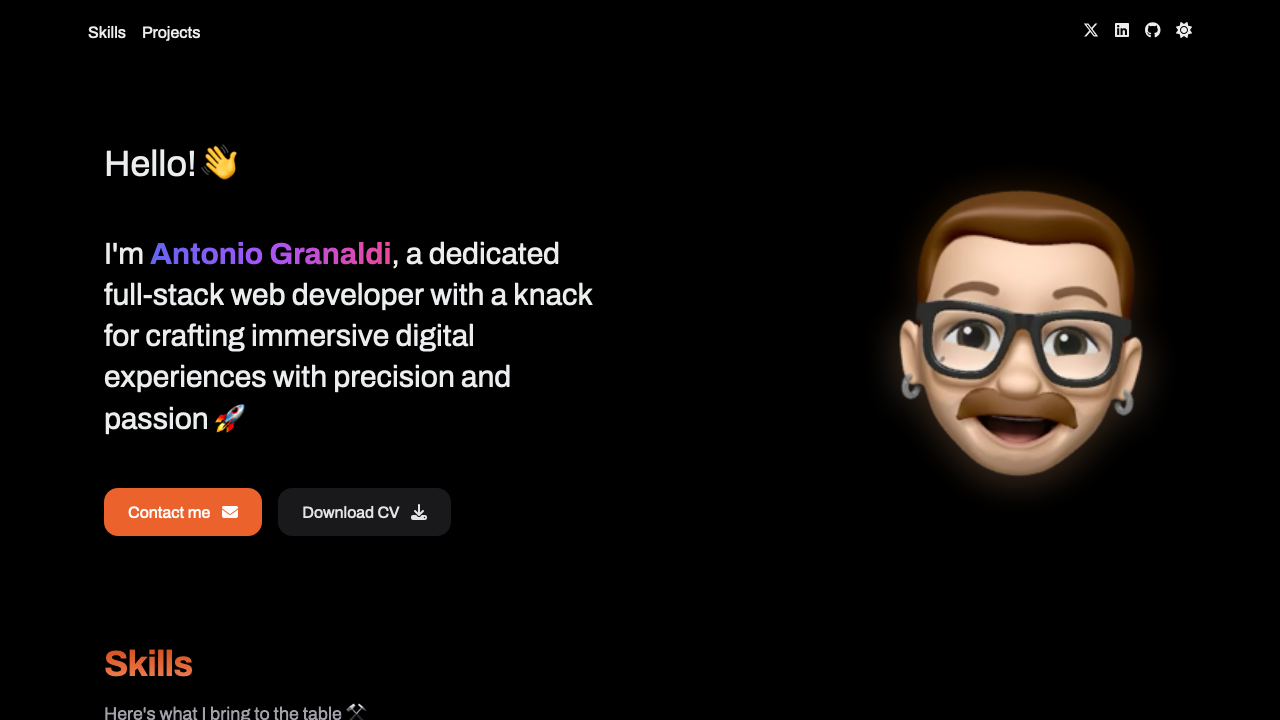 Skills Projects
Hello! 👋
I'm Antonio Granaldi, a dedicated
full-stack web developer with a knack
for crafting immersive digital
experiences with precision and
passion 🚀
Contact me
Download CV
Skills
Here's what I bring to the table ⚒️